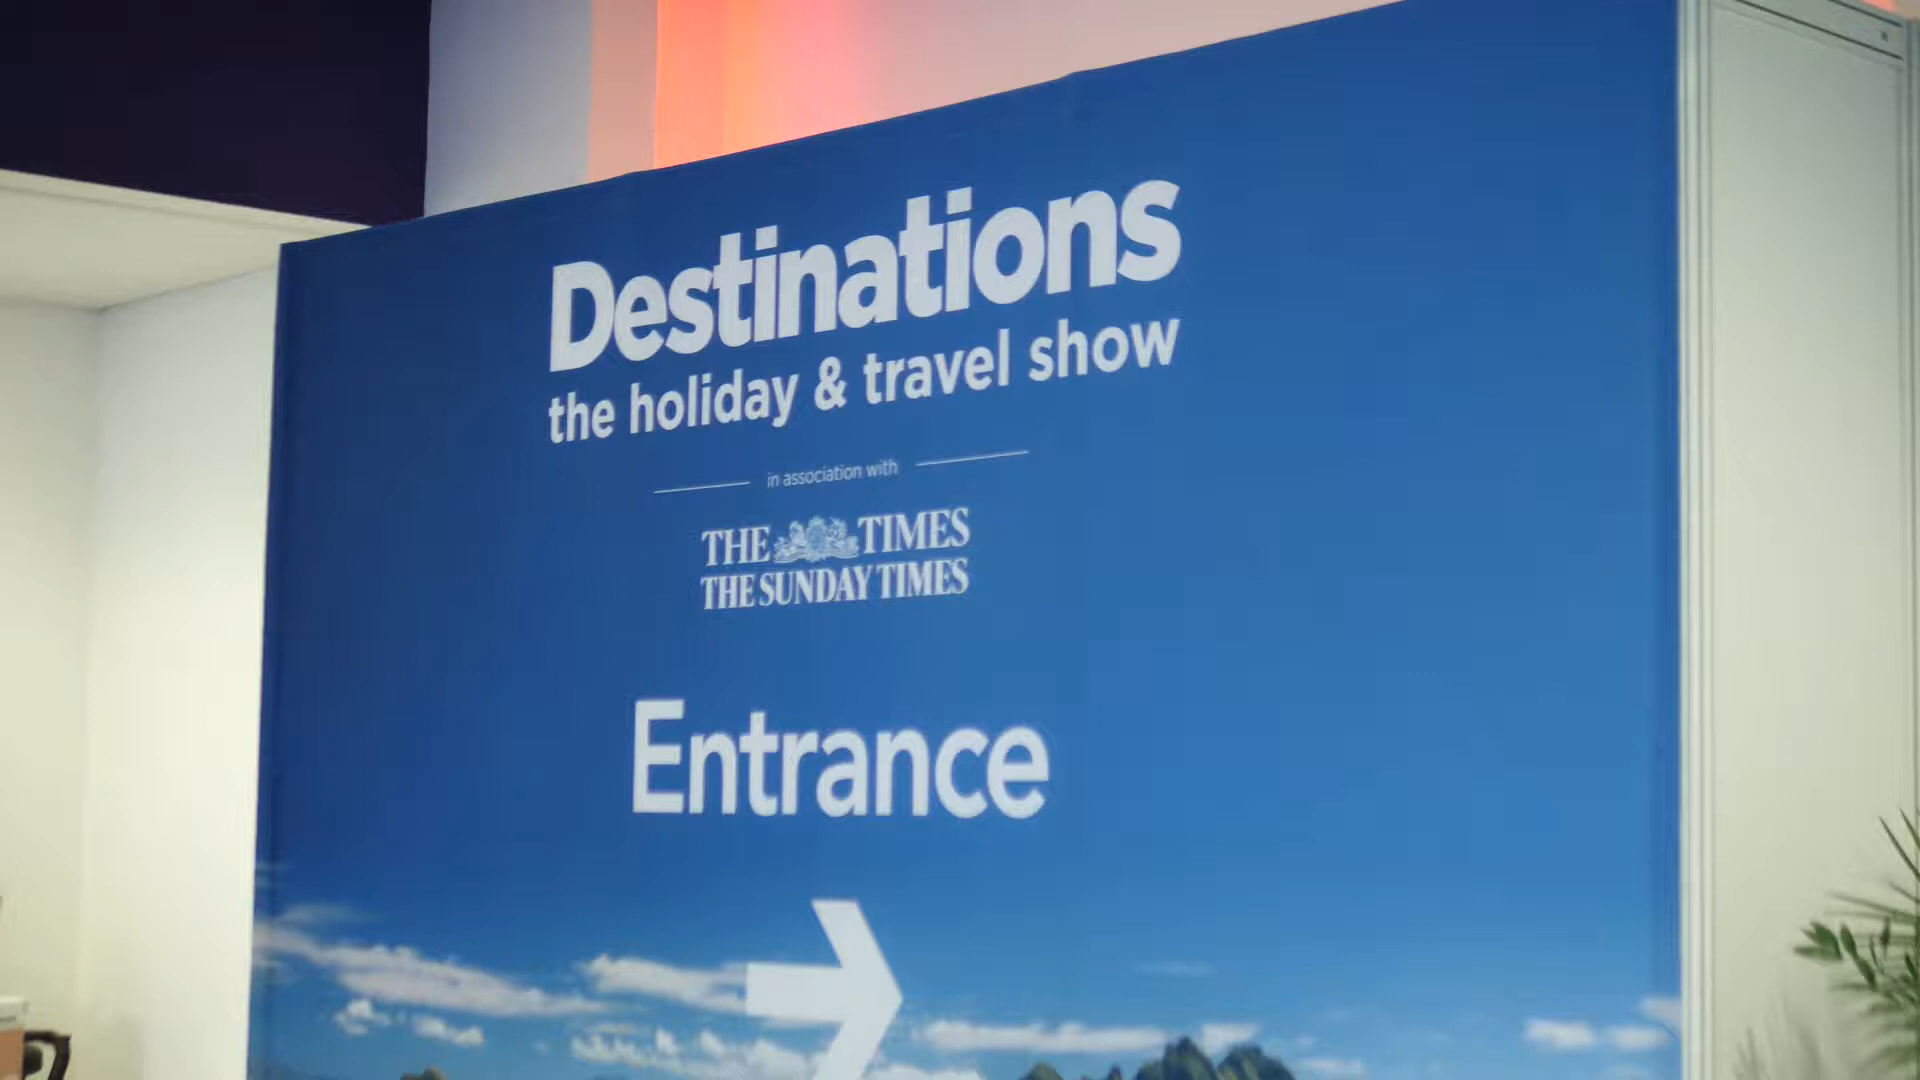 Destinations
the holiday & travel show
in association with
THE TIMES
THE SUNDAY TIMES
Entrance